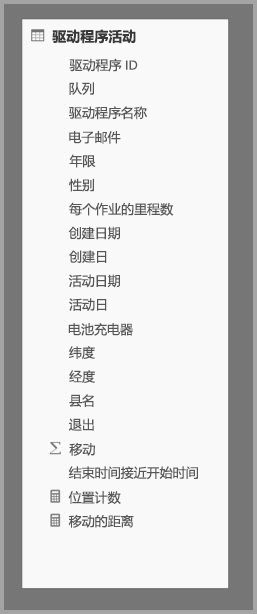 驱动程序活动
驱动程序 ID
队列
驱动程序名称
电子邮件
年限
性别
每个作业的里程数
创建日期
创建日
活动日期
活动日
电池充电器
纬度
经度
县名
退出
移动
结束时间接近开始时间
位置计数
移动的距离